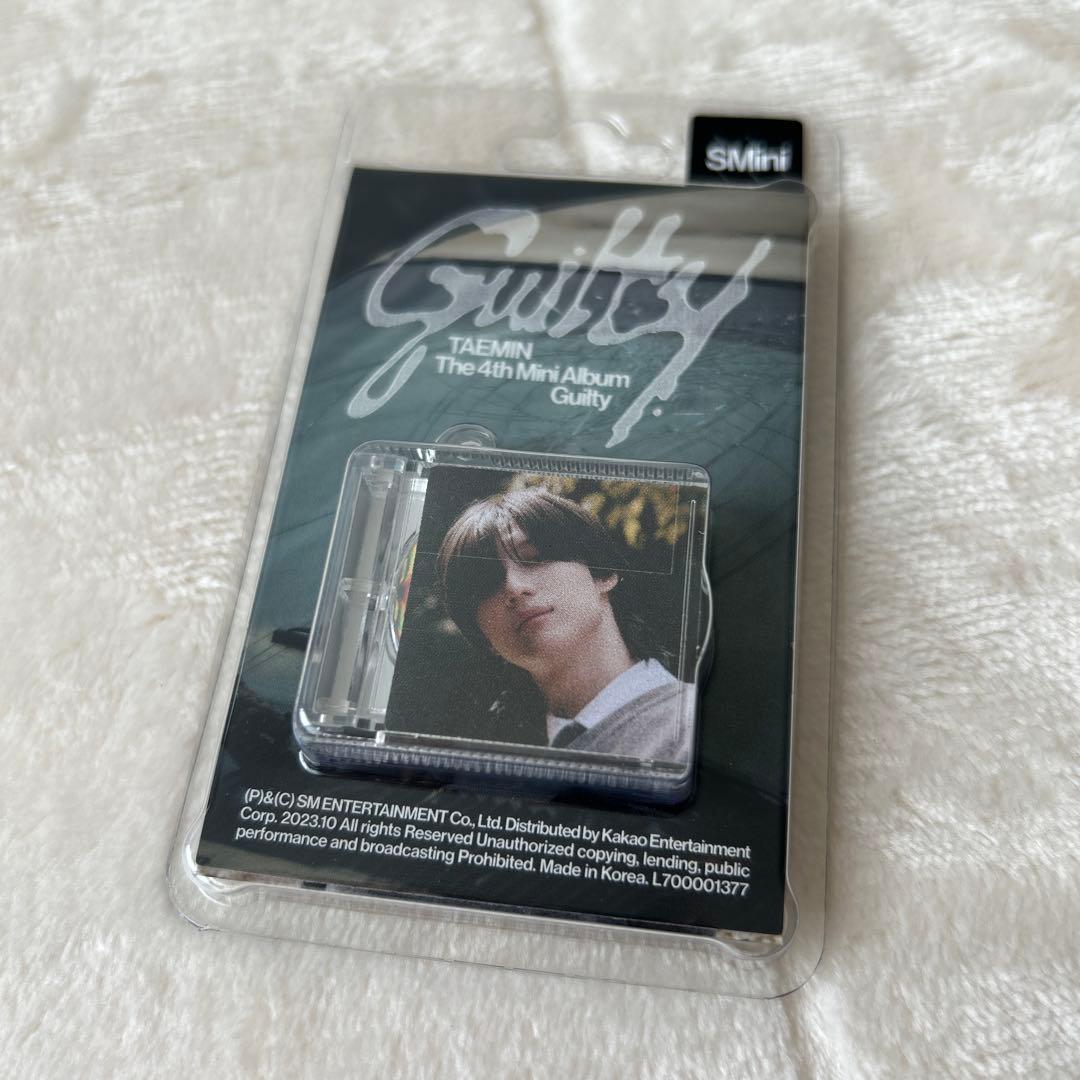 SMini
Guilty
TAEMIN
The 4th Mini Album
Guilty
(P)&(C) SM ENTERTAINMENT Co., Ltd. Distributed by Kakao Entertainment
Corp. 2023.10 All rights Reserved Unauthorized copying, lending, public
performance and broadcasting Prohibited. Made in Korea. L700001377